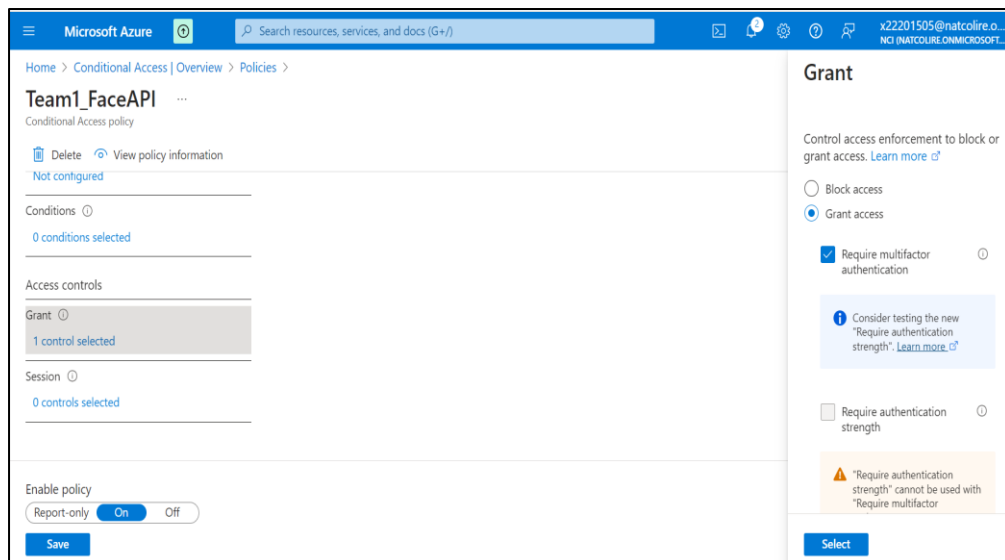 Microsoft Azure
Search resources, services, and docs (G+/)
2
x22201505@natcolire.o...
NCI (NATCOLIRE.ONMICROSOFT....
Home > Conditional Access | Overview > Policies >
Team1_FaceAPI ...
Conditional Access policy
Delete
View policy information
Not configured
Conditions
0 conditions selected
Access controls
Grant
1 control selected
Session
0 controls selected
Enable policy
Report-only On Off
Save
Grant
Control access enforcement to block or
grant access. Learn more
Block access
Grant access
Require multifactor
authentication
Consider testing the new
"Require authentication
strength". Learn more
Require authentication
strength
"Require authentication
strength" cannot be used with
"Require multifactor
Select